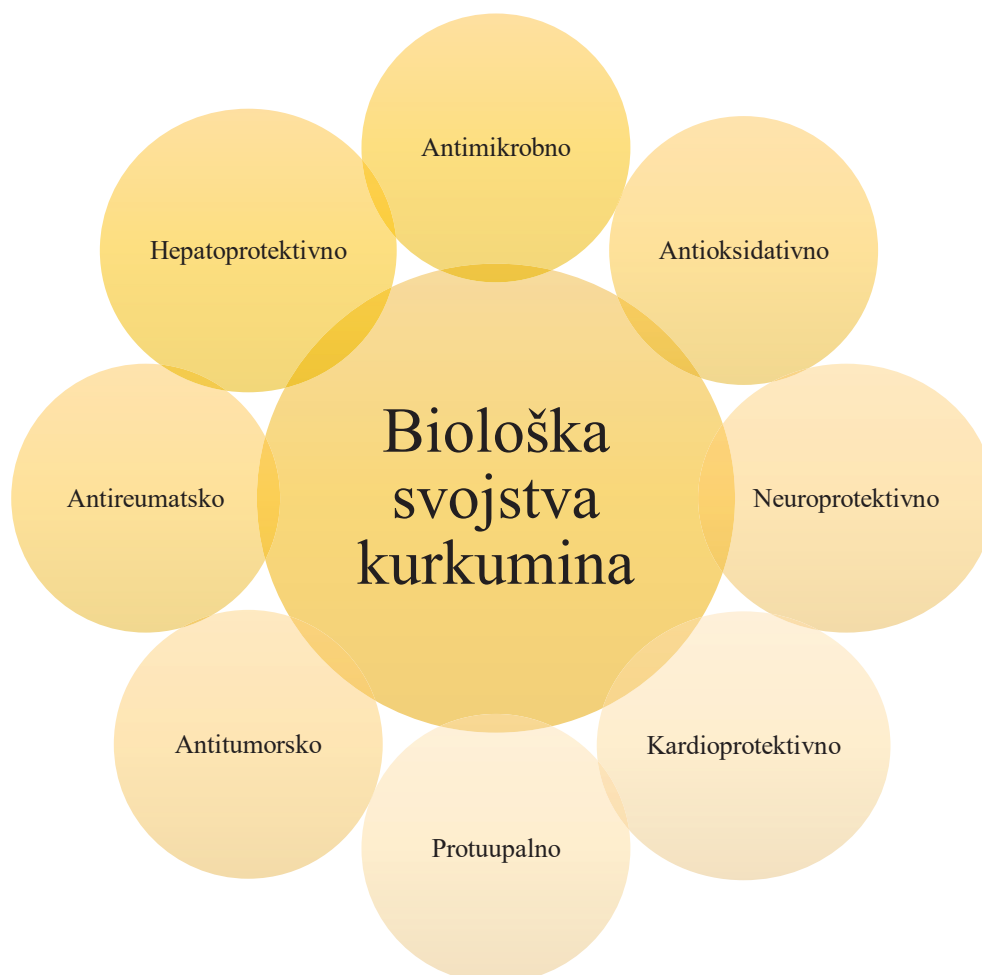 Antimikrobno
Hepatoprotektivno
Antioksidativno
Biološka
svojstva
kurkumina
Antireumatsko
Neuroprotektivno
Antitumorsko
Kardioprotektivno
Protuupalno